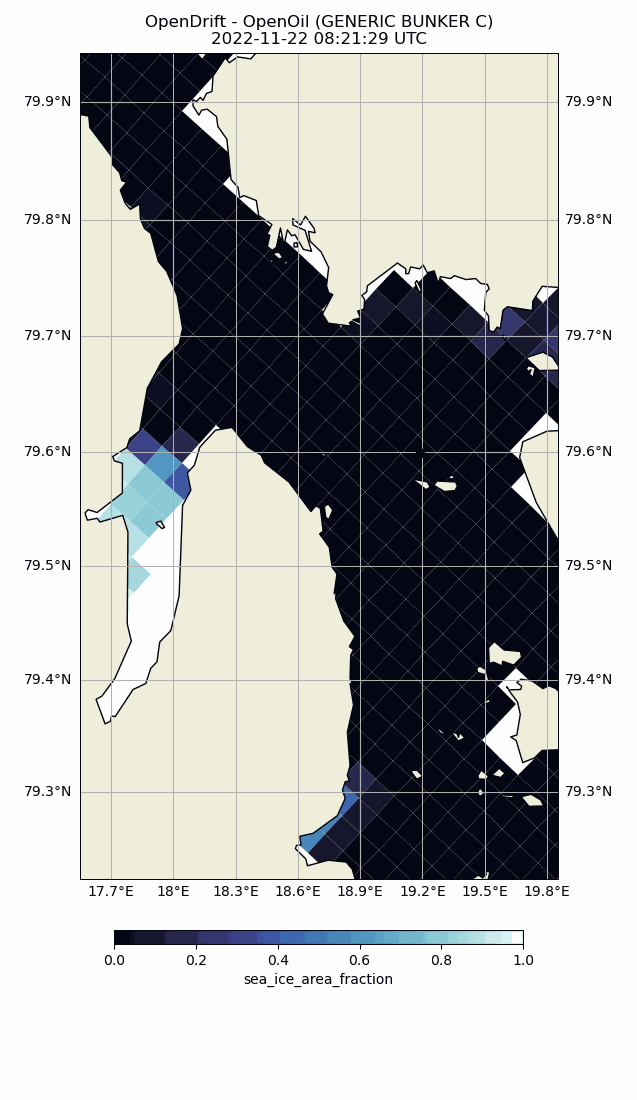 OpenDrift - OpenOil (GENERIC BUNKER C)
2022-11-22 08:21:29 UTC
79.9°N 79.9°N
79.8°N 79.8°N
79.7°N 79.7°N
79.6°N 79.6°N
79.5°N 79.5°N
79.4°N 79.4°N
79.3°N 79.3°N
17.7°E 18°E 18.3°E 18.6°E 18.9°E 19.2°E 19.5°E 19.8°E
0.0 0.2 0.4 0.6 0.8 1.0
sea_ice_area_fraction